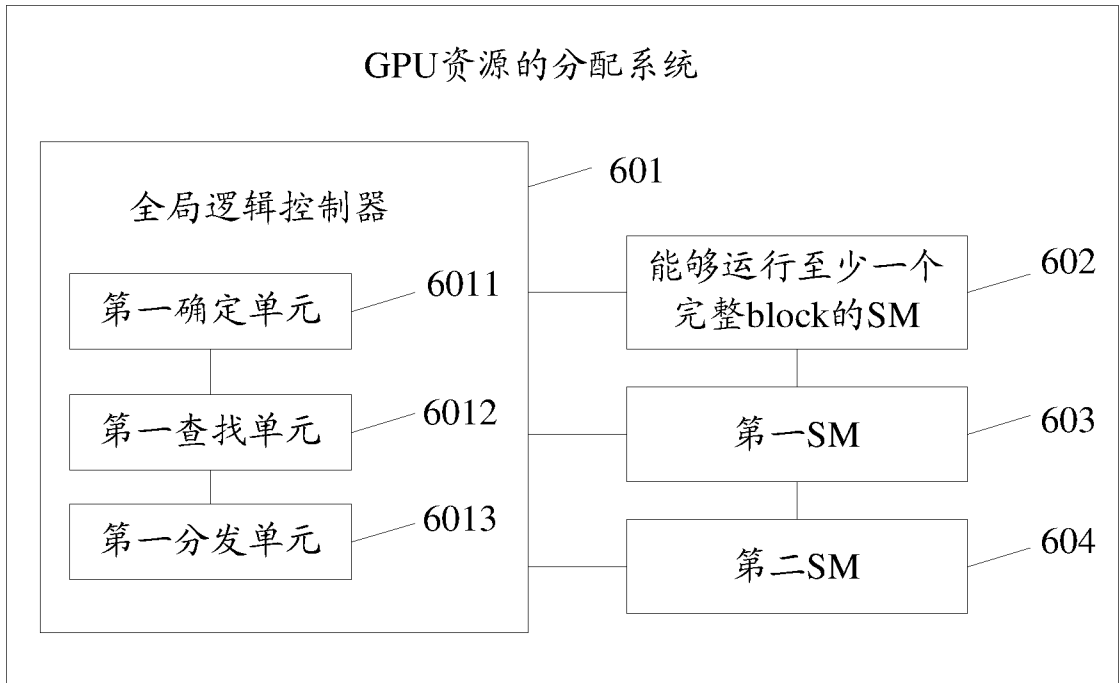 GPU资源的分配系统
601
全局逻辑控制器
能够运行至少一个
完整block的SM
602
第一确定单元
6011
第一查找单元
6012
第一SM
603
第一分发单元
6013
第二SM
604